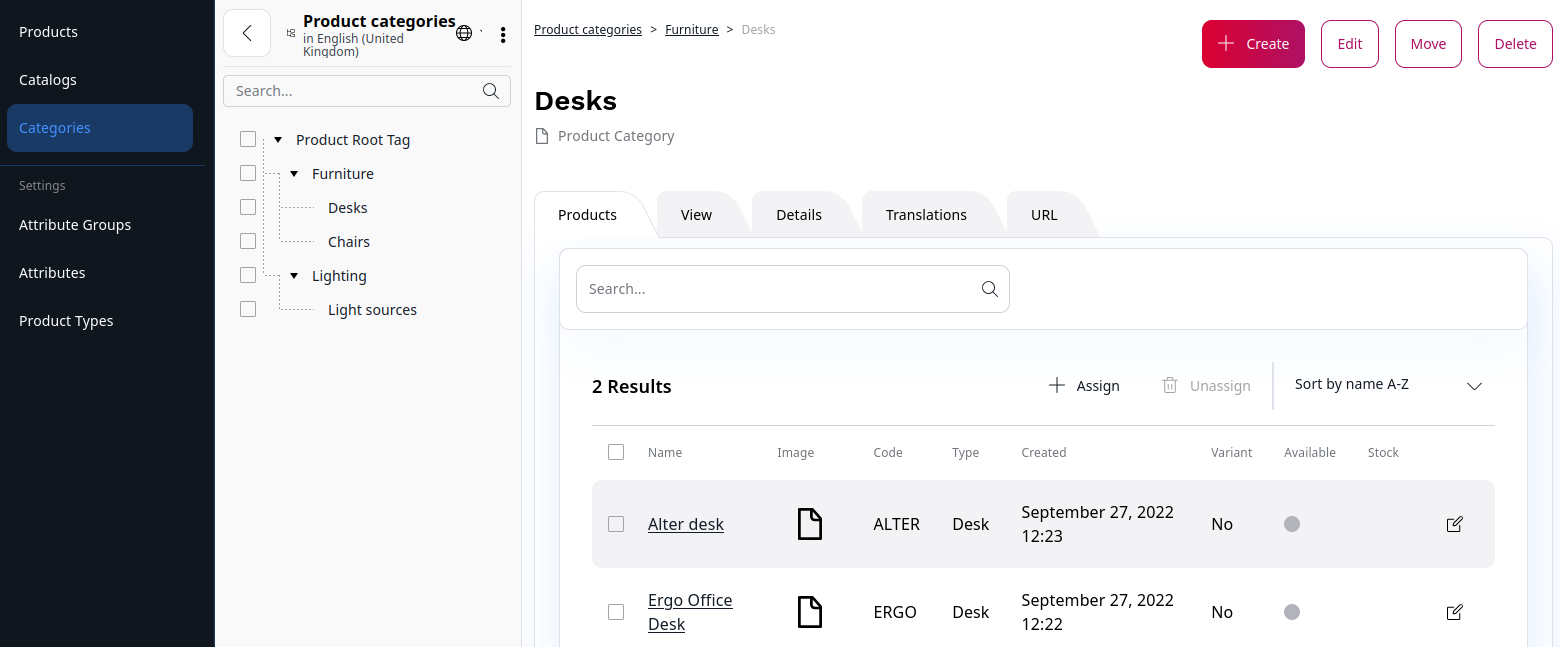 Products
Catalogs
Categories
Settings
Attribute Groups
Attributes
Product Types
Product categories
in English (United
Kingdom)
Search...
Product Root Tag
Furniture
Desks
Chairs
Lighting
Light sources
Product categories > Furniture > Desks
Create
Edit
Move
Delete
Desks
Product Category
Products
View
Details
Translations
URL
Search...
2 Results
Assign
Unassign
Sort by name A-Z
Name Image Code Type Created Variant Available Stock
Alter desk ALTER Desk September 27, 2022 No
12:23
Ergo Office ERGO Desk September 27, 2022 No
Desk 12:22